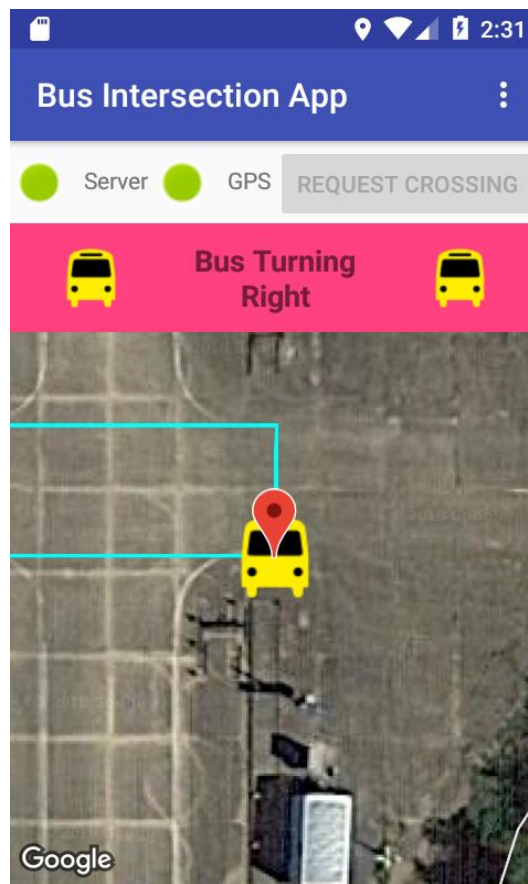 2:31
Bus Intersection App
Server GPS REQUEST CROSSING
Bus Turning
Right
Google